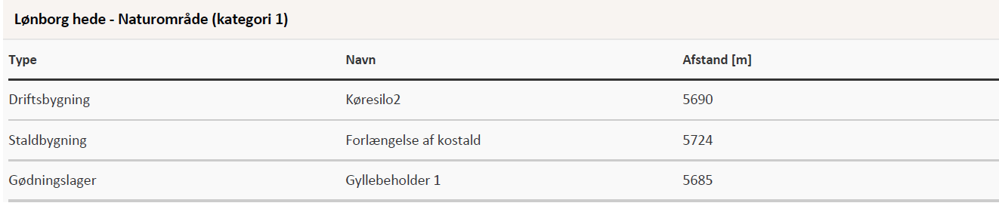 Lønborg hede - Naturområde (kategori 1)
Type Navn Afstand [m]
Driftsbygning Køresilo2 5690
Staldbygning Forlængelse af kostald 5724
Gødningslager Gyllebeholder 1 5685